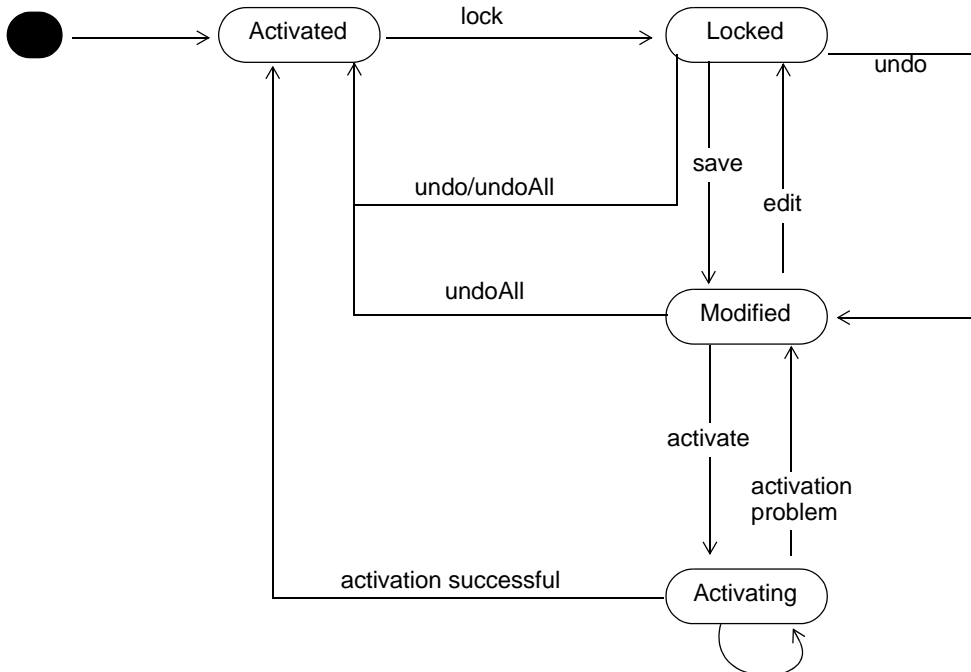 lock
Activated
Locked
undo
save
undo/undoAll
edit
undoAll
Modified
activate
activation
problem
activation successful
Activating